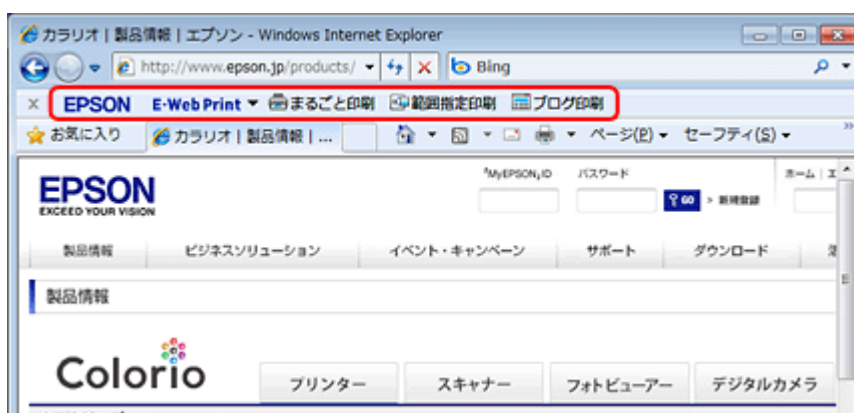 カラリオ | 製品情報 | エプソン - Windows Internet Explorer
http://www.epson.jp/products/ Bing
× EPSON E-Web Print まるごと印刷 範囲指定印刷 ブログ印刷
お気に入り カラリオ | 製品情報 | ... ページ(P) セーフティ(S) »
EPSON
EXCEED YOUR VISION
MyEPSON ID パスワード ホーム | エ
GO > 新規登録
製品情報 ビジネスソリューション イベント・キャンペーン サポート ダウンロード
製品情報
Colorio プリンター スキャナー フォトビューアー デジタルカメラ